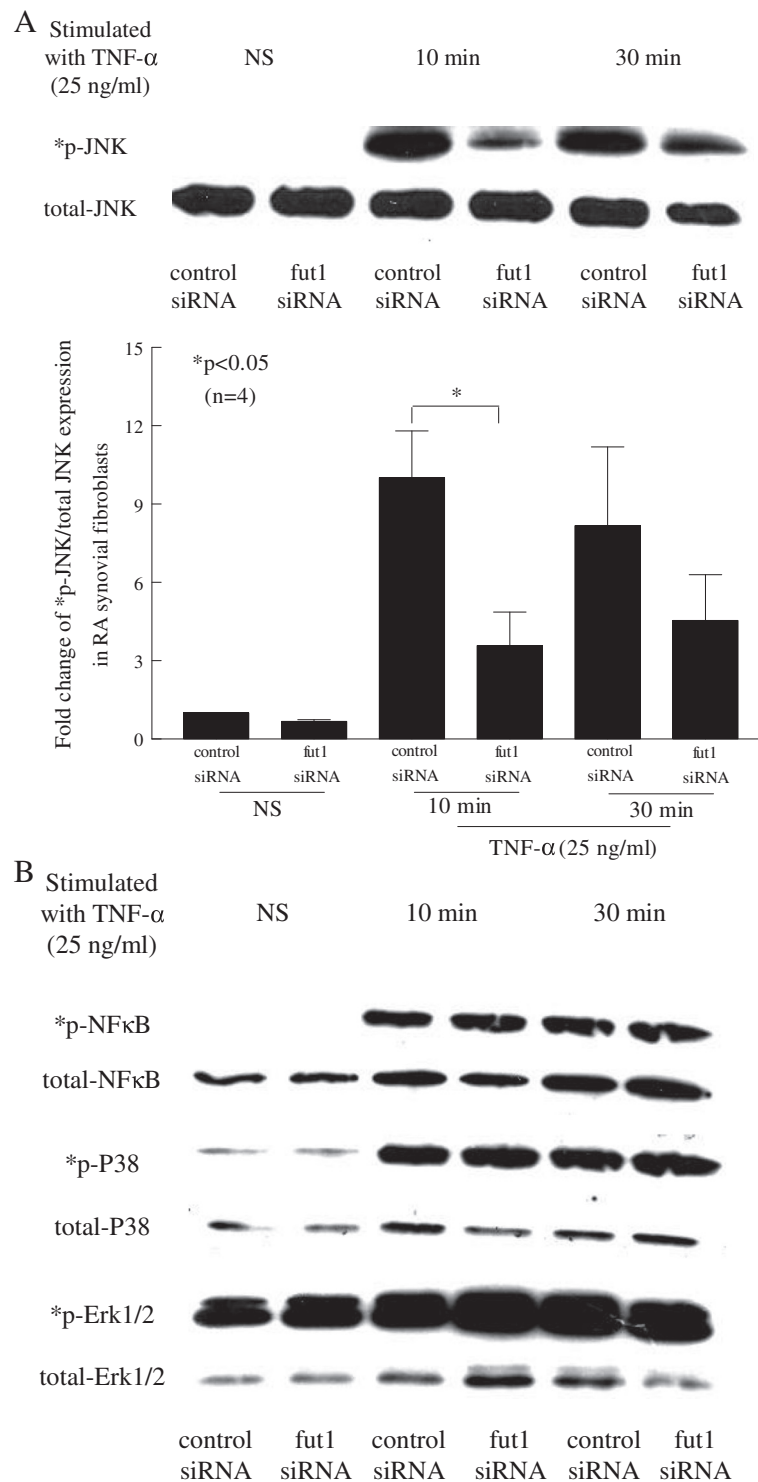 A
Stimulated
with TNF-α
(25 ng/ml)
NS
10 min
30 min
*p-JNK
total-JNK
control
siRNA
fut1
siRNA
control
siRNA
fut1
siRNA
control
siRNA
fut1
siRNA
Fold change of *p-JNK/total JNK expression
in RA synovial fibroblasts
15
12
9
6
3
0
*p<0.05
(n=4)
*
control
siRNA
fut1
siRNA
control
siRNA
fut1
siRNA
control
siRNA
fut1
siRNA
NS
10 min
30 min
TNF-α (25 ng/ml)
B
Stimulated
with TNF-α
(25 ng/ml)
NS
10 min
30 min
*p-NFκB
total-NFκB
*p-P38
total-P38
*p-Erk1/2
total-Erk1/2
control
siRNA
fut1
siRNA
control
siRNA
fut1
siRNA
control
siRNA
fut1
siRNA